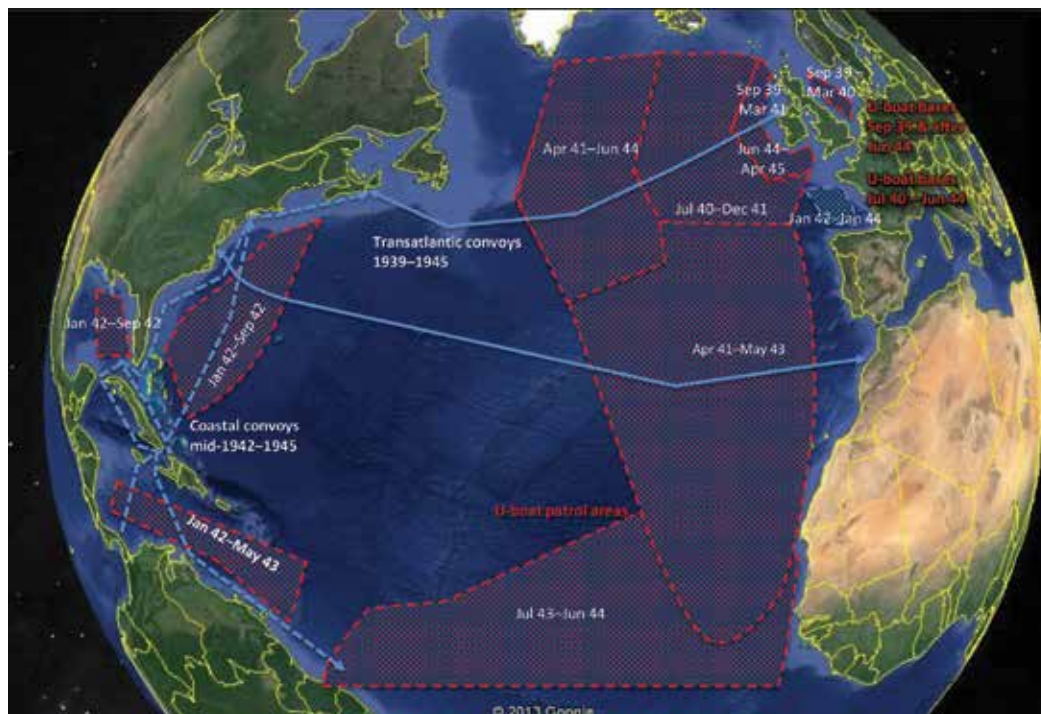 Sep 39–
Mar 40
Sep 39–
Mar 41
U-boat bases
Sep 39 & after
Jun 44
Apr 41–Jun 44
Jun 44–
Apr 45
U-boat bases
Jul 40–Jun 44
Jul 40–Dec 41
Jan 42–Jan 44
Transatlantic convoys
1939–1945
Jan 42–Sep 42
Jan 42–Sep 42
Apr 41–May 43
Coastal convoys
mid-1942–1945
U-boat patrol areas
Jan 42–May 43
Jul 43–Jun 44
© 2013 Google